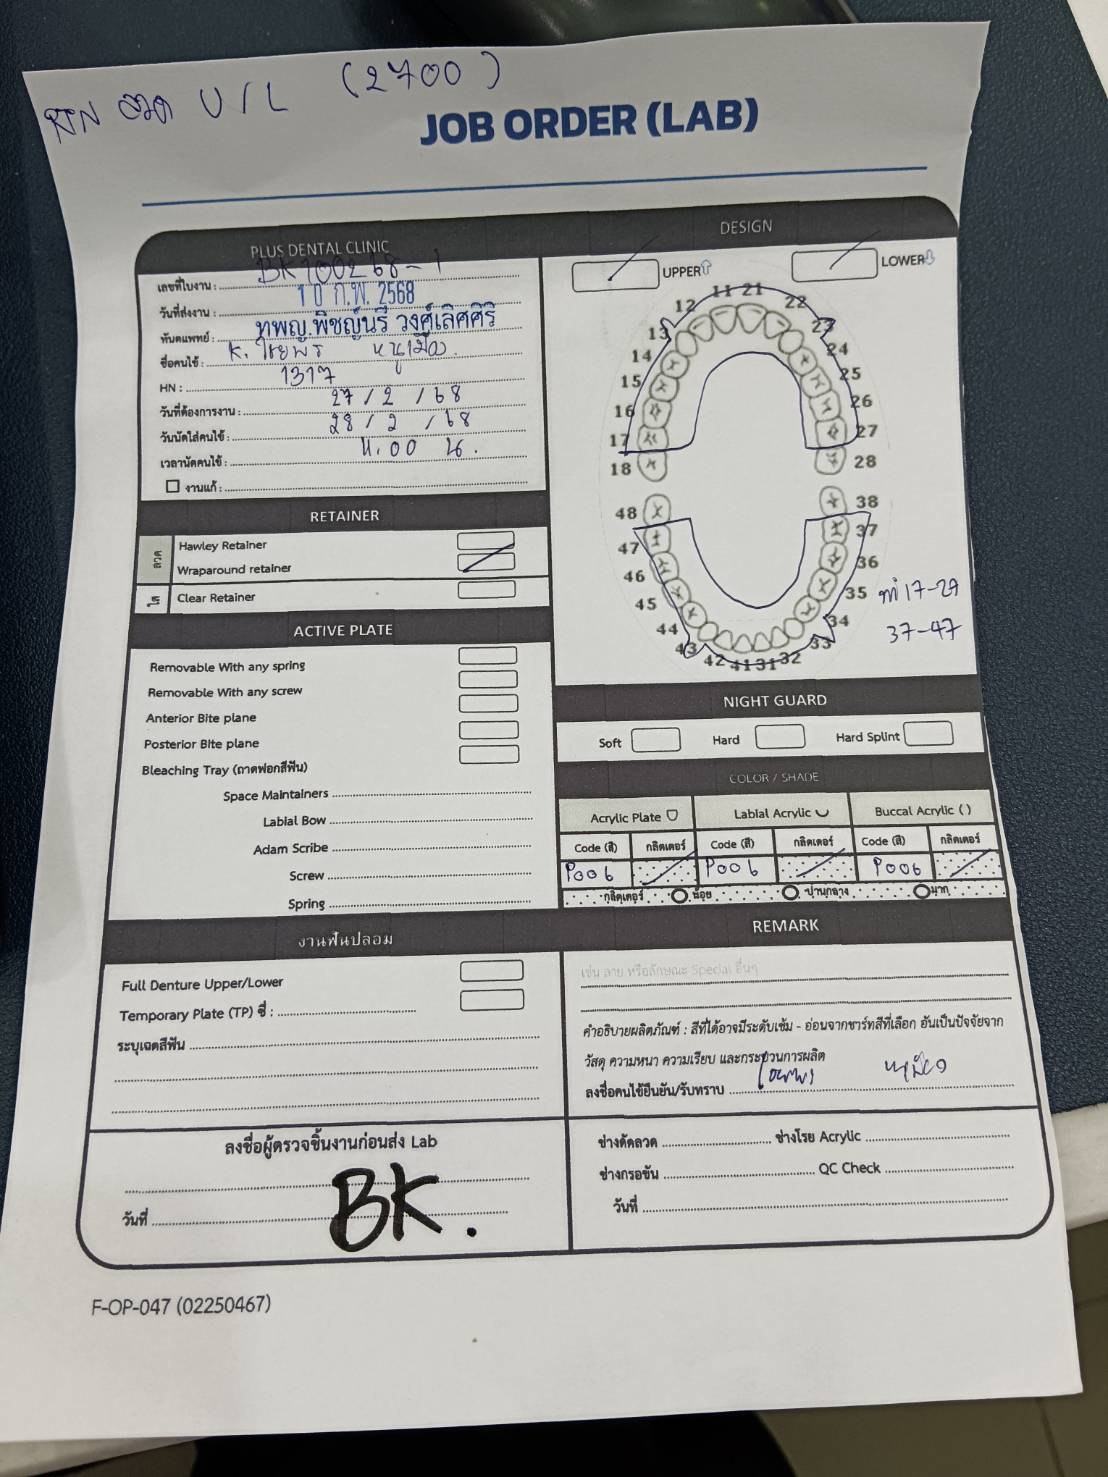 RTN ลวด U/L (2700)
JOB ORDER (LAB)
PLUS DENTAL CLINIC
เลขที่ใบงาน : BK100268-1
วันที่ส่งงาน : 10 ก.พ. 2568
ทันตแพทย์ : ทพญ.พิชญ์นรี วงศ์เลิศศิริ
ชื่อคนไข้ : K.
HN : 1317
วันที่ต้องการงาน : 27 / 2 / 68
วันนัดใส่คนไข้ : 28 / 2 / 68
เวลานัดคนไข้ : 11.00 น.
งานแก้ :
DESIGN
UPPER
LOWER
11 21
12 22
13 23
14 24
15 25
16 26
17 27
18 28
48 38
47 37
46 36
45 35
44 34
43 33
42 41 31 32
ทำ 17-27
37-47
RETAINER
ลวด
Hawley Retainer
Wraparound retainer
ใส
Clear Retainer
ACTIVE PLATE
Removable With any spring
Removable With any screw
Anterior Bite plane
Posterior Bite plane
Bleaching Tray (ถาดฟอกสีฟัน)
Space Maintainers
Labial Bow
Adam Scribe
Screw
Spring
NIGHT GUARD
Soft Hard Hard Splint
COLOR / SHADE
Acrylic Plate Labial Acrylic Buccal Acrylic ( )
Code (สี) กลิตเตอร์ Code (สี) กลิตเตอร์ Code (สี) กลิตเตอร์
P006 P006 P006
กลิตเตอร์ น้อย ปานกลาง มาก
งานฟันปลอม
Full Denture Upper/Lower
Temporary Plate (TP) ซี่ :
ระบุเฉดสีฟัน
REMARK
เช่น ลาย หรือลักษณะ Special อื่นๆ
คำอธิบายผลิตภัณฑ์ : สีที่ได้อาจมีระดับเข้ม - อ่อนจากชาร์ทสีที่เลือก อันเป็นปัจจัยจาก
วัสดุ ความหนา ความเรียบ และกระบวนการผลิต
ลงชื่อคนไข้ยืนยัน/รับทราบ
ลงชื่อผู้ตรวจชิ้นงานก่อนส่ง Lab
BK.
วันที่
ช่างดัดลวด ช่างโรย Acrylic
ช่างกรอขัน QC Check
วันที่
F-OP-047 (02250467)